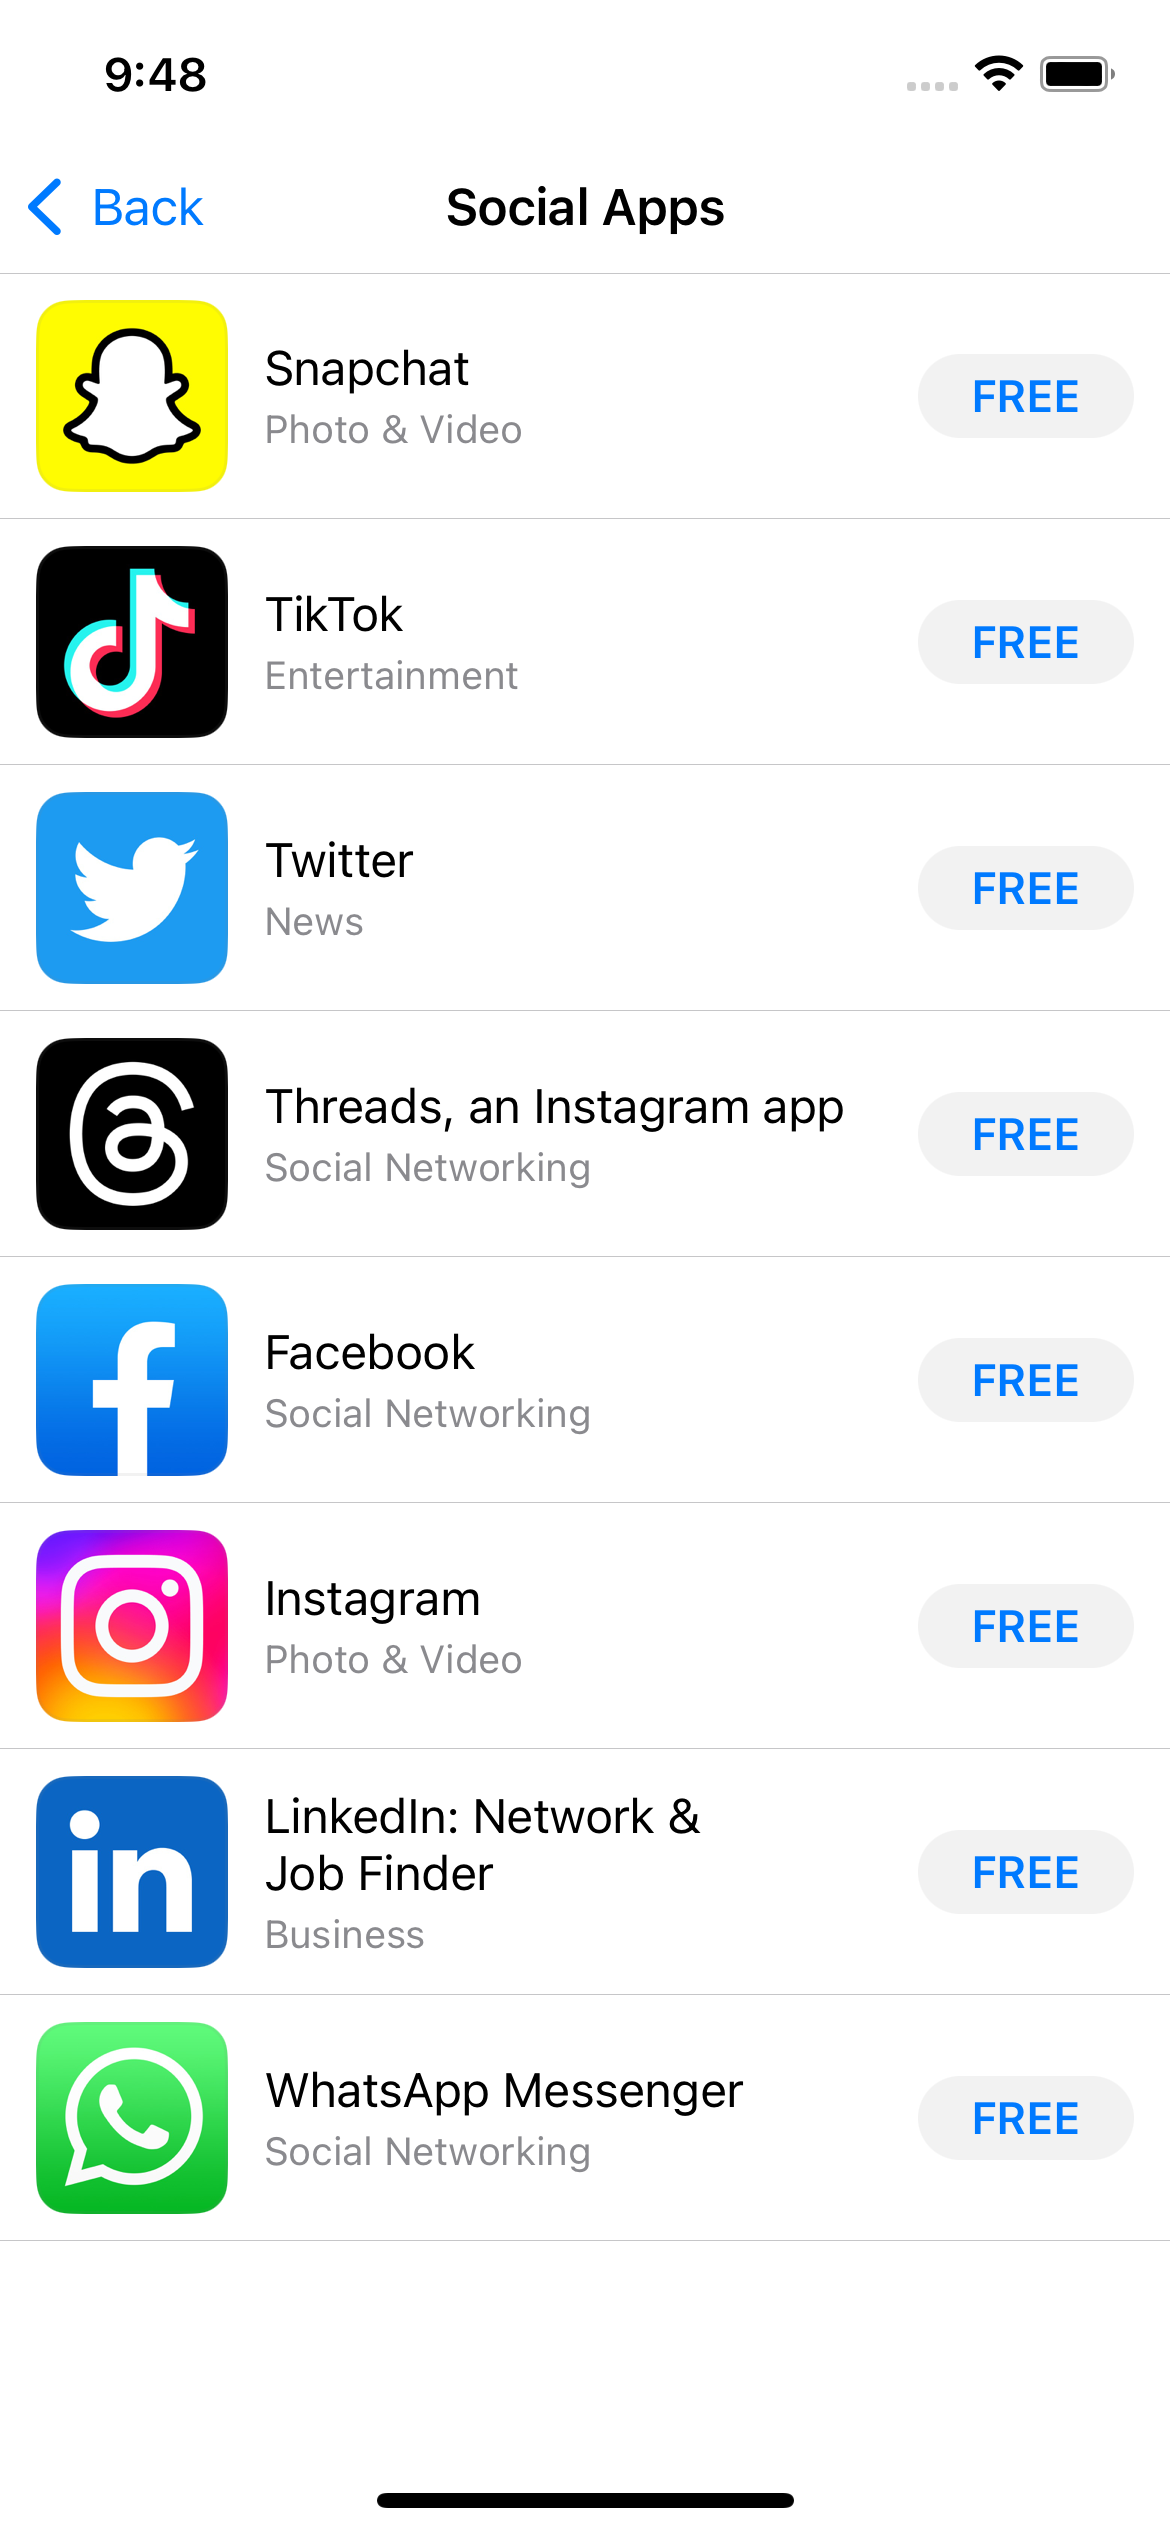 9:48
Back
Social Apps
Snapchat
Photo & Video
FREE
TikTok
Entertainment
FREE
Twitter
News
FREE
Threads, an Instagram app
Social Networking
FREE
Facebook
Social Networking
FREE
Instagram
Photo & Video
FREE
in
LinkedIn: Network &
Job Finder
Business
FREE
WhatsApp Messenger
Social Networking
FREE